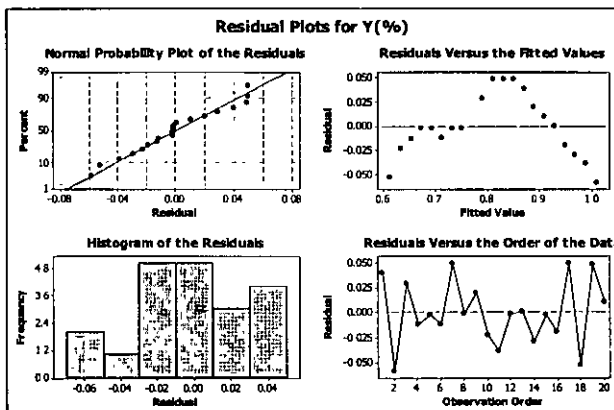 Residual Plots for Y(%)
Normal Probability Plot of the Residuals
99
90
50
10
1
Percent
-0.08 -0.04 0.00 0.04 0.08
Residual
Residuals Versus the Fitted Values
0.050
0.025
0.000
-0.025
-0.050
Residual
0.6 0.7 0.8 0.9 1.0
Fitted Value
Histogram of the Residuals
4.8
3.6
2.4
1.2
0.0
Frequency
-0.06 -0.04 -0.02 0.00 0.02 0.04
Residual
Residuals Versus the Order of the Data
0.050
0.025
0.000
-0.025
-0.050
Residual
2 4 6 8 10 12 14 16 18 20
Observation Order